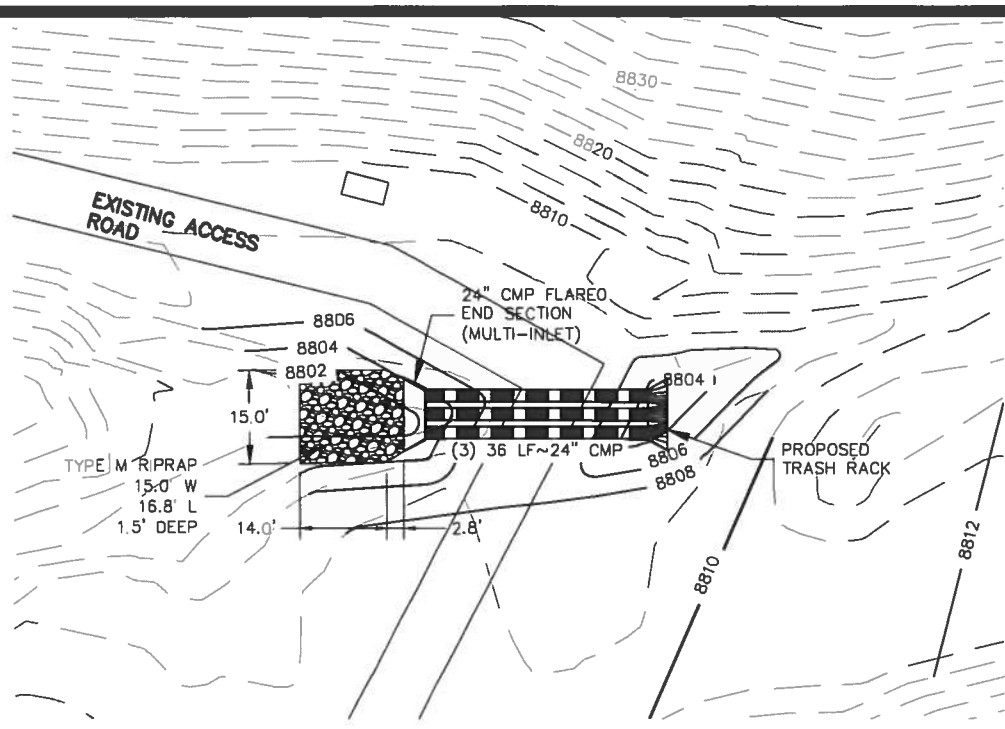 8830
8820
8810
EXISTING ACCESS
ROAD
24" CMP FLARED
END SECTION
(MULTI-INLET)
8806
8804
8802
8804
15.0'
(3) 36 LF~24" CMP
8806
8808
PROPOSED
TRASH RACK
TYPE M RIPRAP
15.0' W
16.8' L
1.5' DEEP
14.0'
2.8'
8810
8812